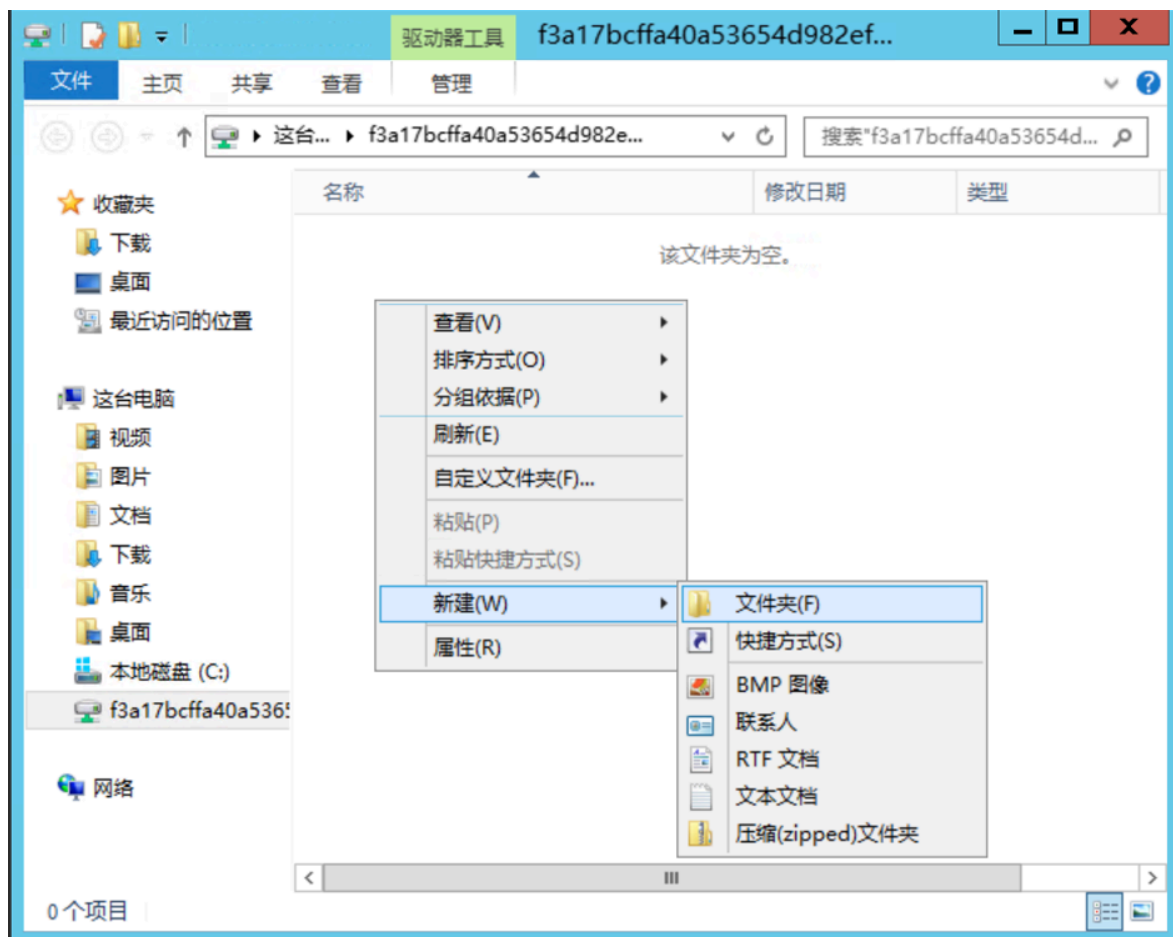 驱动器工具 f3a17bcffa40a53654d982ef...
文件 主页 共享 查看 管理
这台... f3a17bcffa40a53654d982e... 搜索"f3a17bcffa40a53654d...
名称 修改日期 类型
该文件夹为空。
收藏夹
下载
桌面
最近访问的位置
这台电脑
视频
图片
文档
下载
音乐
桌面
本地磁盘 (C:)
f3a17bcffa40a5365
网络
查看(V)
排序方式(O)
分组依据(P)
刷新(E)
自定义文件夹(F)...
粘贴(P)
粘贴快捷方式(S)
新建(W)
属性(R)
文件夹(F)
快捷方式(S)
BMP 图像
联系人
RTF 文档
文本文档
压缩(zipped)文件夹
0个项目